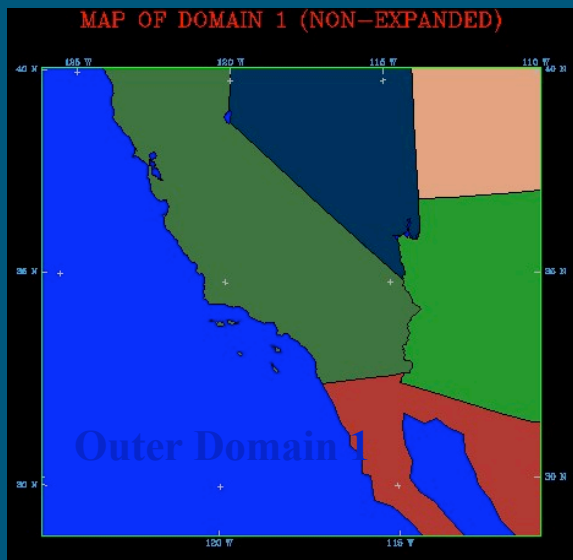 MAP OF DOMAIN 1 (NON-EXPANDED)
125 W 120 W 115 W 110 W
40 N 40 N
35 N 35 N
Outer Domain 1
30 N 30 N
120 W 115 W